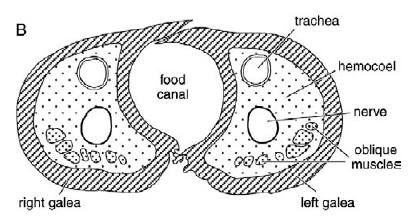 B
trachea
hemocoel
food
canal
nerve
oblique
muscles
right galea
left galea